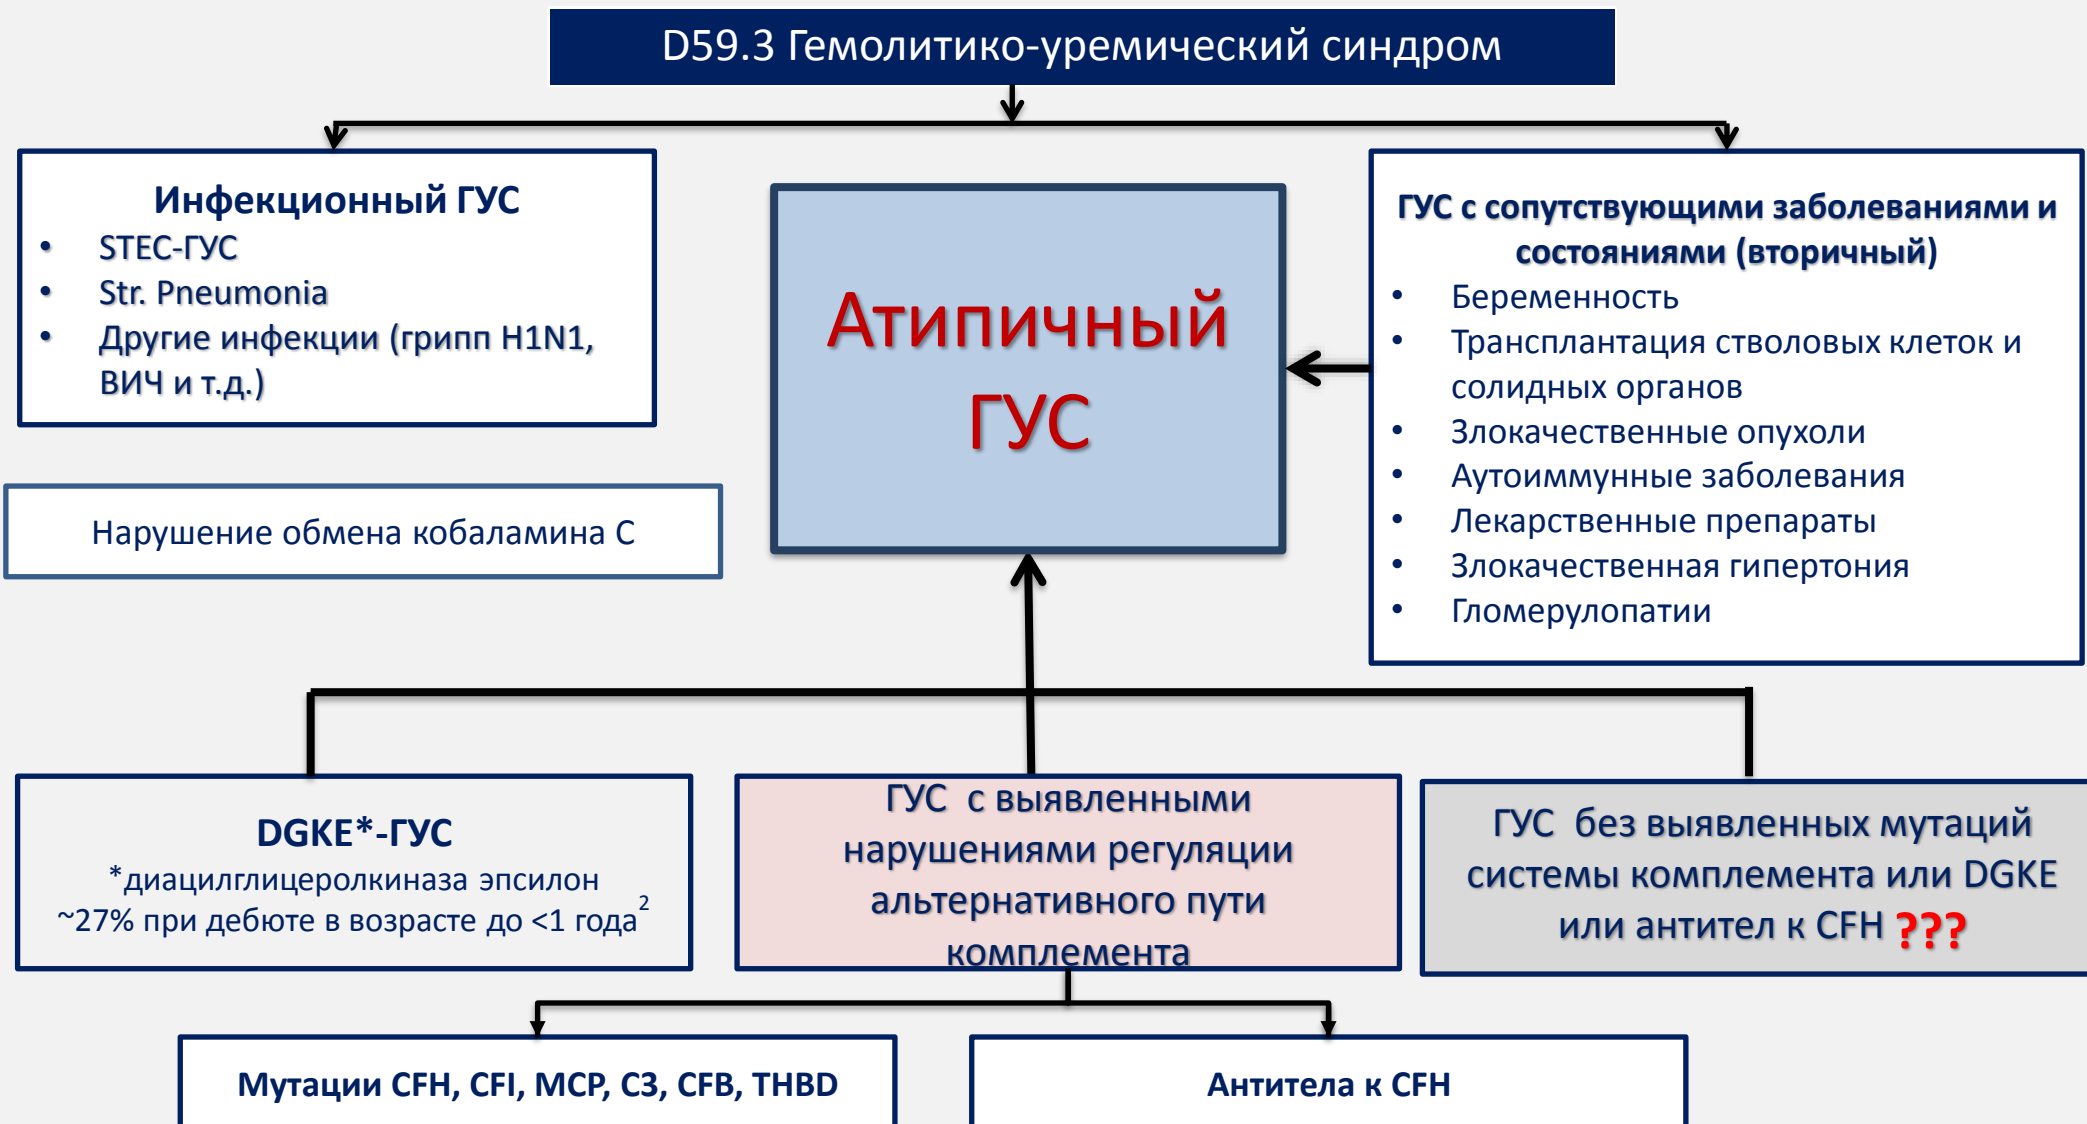 D59.3 Гемолитико-уремический синдром
Инфекционный ГУС
• STEC-ГУС
• Str. Pneumonia
• Другие инфекции (грипп H1N1,
ВИЧ и т.д.)
Нарушение обмена кобаламина С
Атипичный
ГУС
ГУС с сопутствующими заболеваниями и
состояниями (вторичный)
• Беременность
• Трансплантация стволовых клеток и
солидных органов
• Злокачественные опухоли
• Аутоиммунные заболевания
• Лекарственные препараты
• Злокачественная гипертония
• Гломерулопатии
DGKE*-ГУС
*диацилглицеролкиназа эпсилон
~27% при дебюте в возрасте до <1 года²
ГУС с выявленными
нарушениями регуляции
альтернативного пути
комплемента
ГУС без выявленных мутаций
системы комплемента или DGKE
или антител к CFH ???
Мутации CFH, CFI, MCP, C3, CFB, THBD
Антитела к CFH